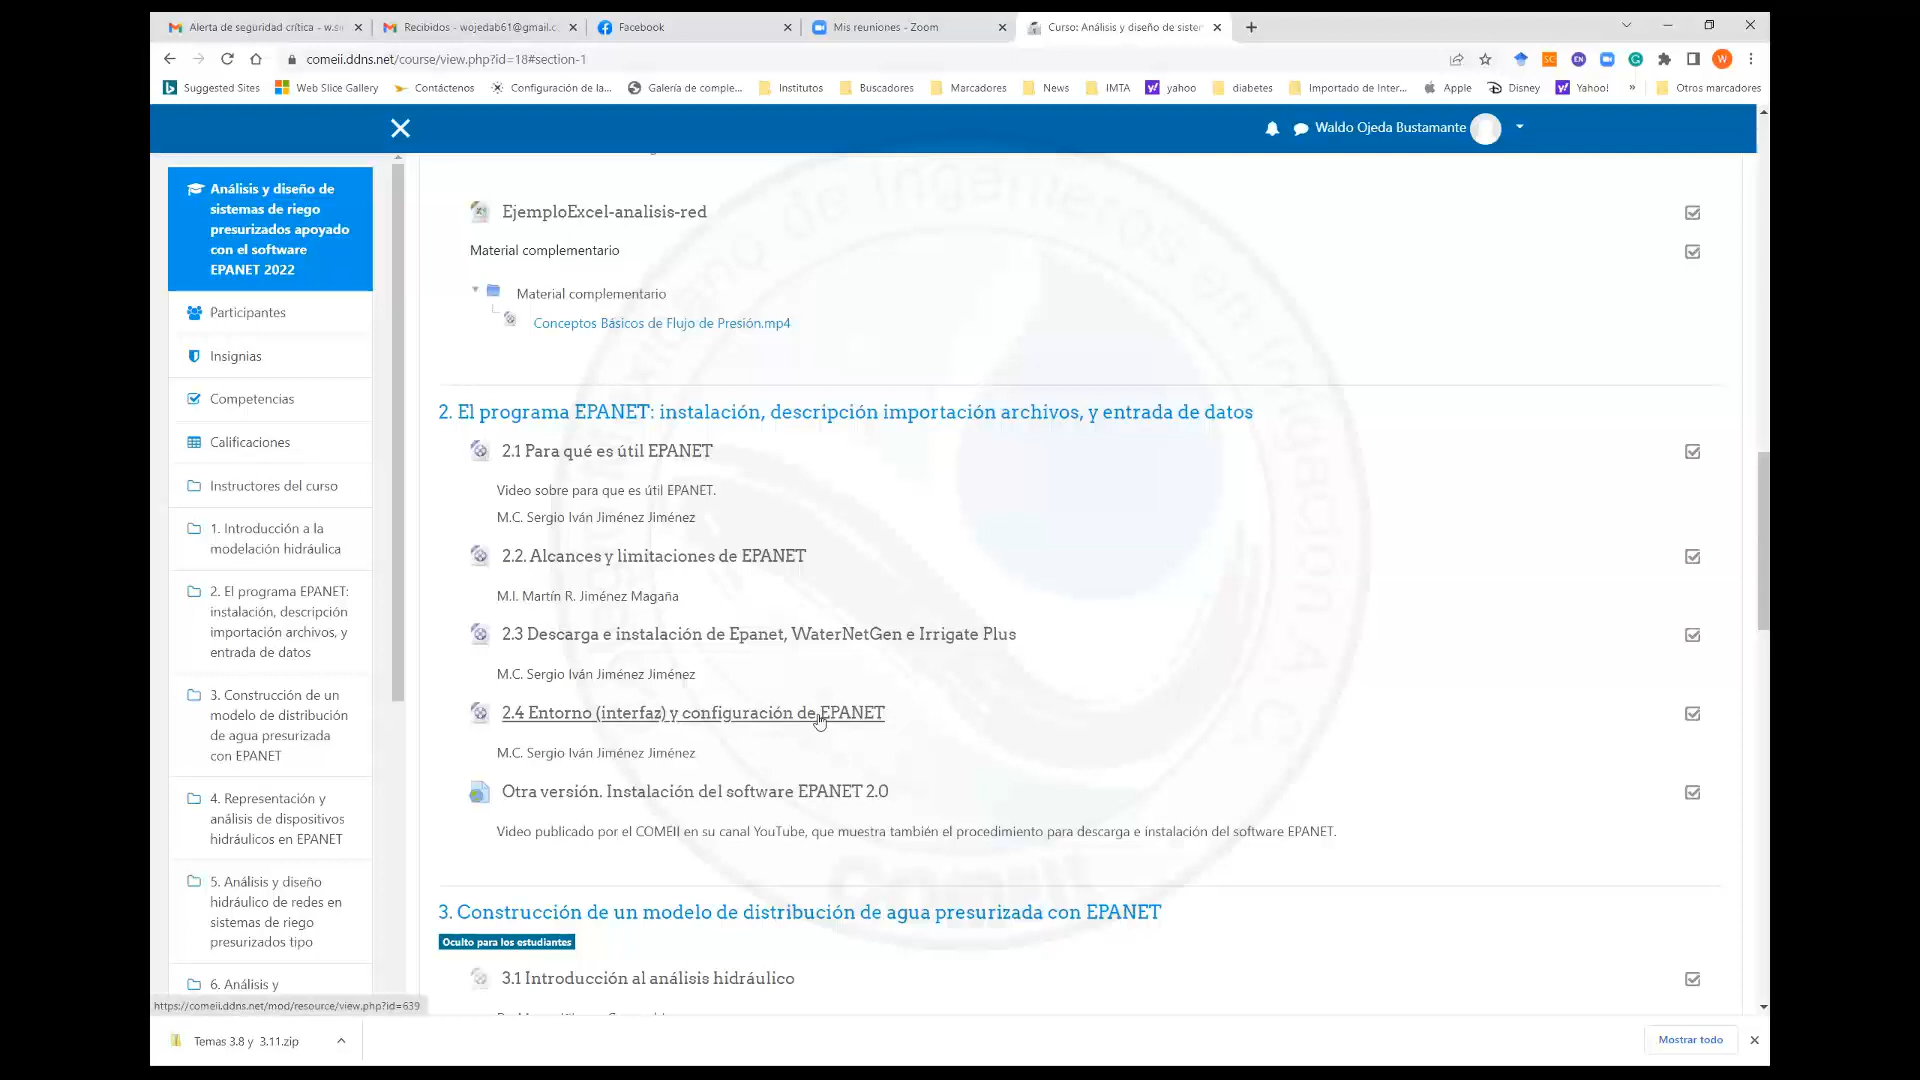 Alerta de seguridad crítica - w.s
Recibidos - wojedab61@gmail.c
Facebook
Mis reuniones - Zoom
Curso: Análisis y diseño de sister
comeii.ddns.net/course/view.php?id=18#section-1
Suggested Sites
Web Slice Gallery
Contáctenos
Configuración de la...
Galería de comple...
Institutos
Buscadores
Marcadores
News
IMTA
yahoo
diabetes
Importado de Inter...
Apple
Disney
Yahoo!
»
Otros marcadores
Waldo Ojeda Bustamante
Análisis y diseño de
sistemas de riego
presurizados apoyado
con el software
EPANET 2022
Participantes
Insignias
Competencias
Calificaciones
Instructores del curso
1. Introducción a la
modelación hidráulica
2. El programa EPANET:
instalación, descripción
importación archivos, y
entrada de datos
3. Construcción de un
modelo de distribución
de agua presurizada
con EPANET
4. Representación y
análisis de dispositivos
hidráulicos en EPANET
5. Análisis y diseño
hidráulico de redes en
sistemas de riego
presurizados tipo
6. Análisis y
EjemploExcel-analisis-red
Material complementario
Material complementario
Conceptos Básicos de Flujo de Presión.mp4
2. El programa EPANET: instalación, descripción importación archivos, y entrada de datos
2.1 Para qué es útil EPANET
Video sobre para que es útil EPANET.
M.C. Sergio Iván Jiménez Jiménez
2.2. Alcances y limitaciones de EPANET
M.I. Martín R. Jiménez Magaña
2.3 Descarga e instalación de Epanet, WaterNetGen e Irrigate Plus
M.C. Sergio Iván Jiménez Jiménez
2.4 Entorno (interfaz) y configuración de EPANET
M.C. Sergio Iván Jiménez Jiménez
Otra versión. Instalación del software EPANET 2.0
Video publicado por el COMEII en su canal YouTube, que muestra también el procedimiento para descarga e instalación del software EPANET.
3. Construcción de un modelo de distribución de agua presurizada con EPANET
Oculto para los estudiantes
3.1 Introducción al análisis hidráulico
https://comeii.ddns.net/mod/resource/view.php?id=639
Temas 3.8 y 3.11.zip
Mostrar todo